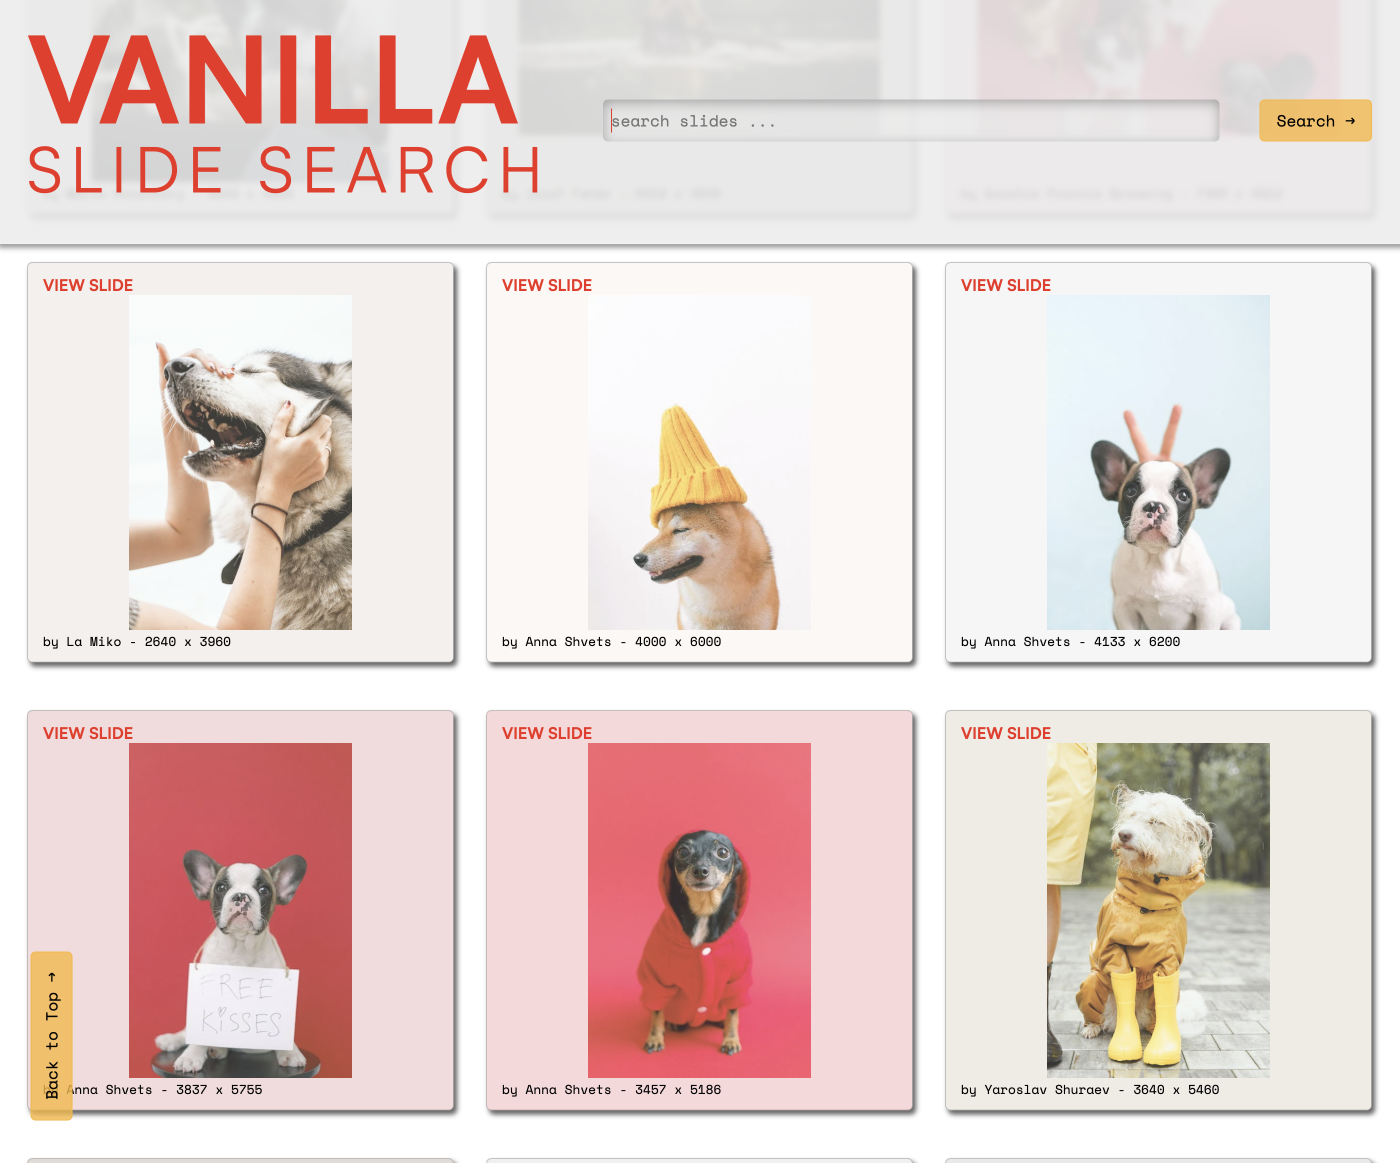 VANILLA
SLIDE SEARCH
search slides ...
Search →
VIEW SLIDE
by La Miko - 2640 x 3960
VIEW SLIDE
by Anna Shvets - 4000 x 6000
VIEW SLIDE
by Anna Shvets - 4133 x 6200
VIEW SLIDE
FREE
KISSES
Anna Shvets - 3837 x 5755
VIEW SLIDE
by Anna Shvets - 3457 x 5186
VIEW SLIDE
by Yaroslav Shuraev - 3640 x 5460
Back to Top →